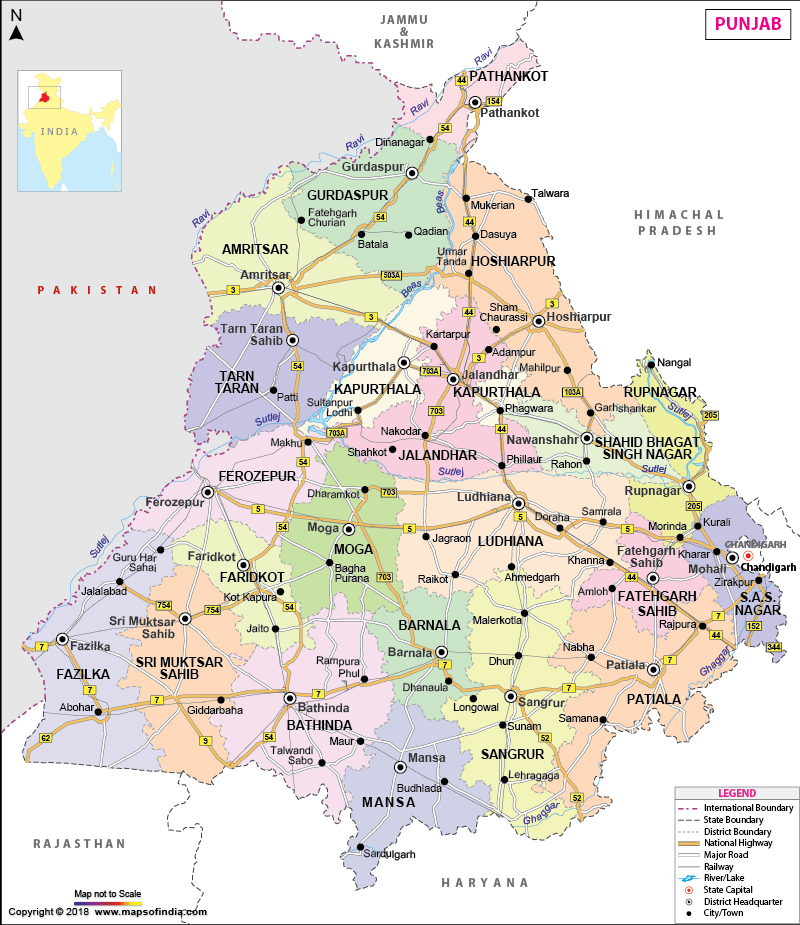 N
JAMMU
&
KASHMIR
PUNJAB
INDIA
Ravi
PATHANKOT
44
154
Pathankot
Ravi
54
Dinanagar
Ravi
Gurdaspur
GURDASPUR
Beas
Mukerian
Talwara
Ravi
Fatehgarh
Churian
54
Qadian
Batala
44
Dasuya
HIMACHAL
PRADESH
AMRITSAR
Urmar
Tanda
HOSHIARPUR
Amritsar
503A
Beas
PAKISTAN
3
3
44
Sham
Chaurassi
3
Hoshiarpur
Tarn Taran
Sahib
Kartarpur
3
Adampur
54
Kapurthala
703A
Jalandhar
Mahilpur
Nangal
TARN
TARAN
KAPURTHALA
KAPURTHALA
103A
RUPNAGAR
Patti
Sultanpur
Lodhi
703
Phagwara
Garhshankar
Sutlej
205
Sutlej
703A
Nakodar
44
Nawanshahr
SHAHID BHAGAT
SINGH NAGAR
Makhu
Shahkot
JALANDHAR
Phillaur
Rahon
54
Sutlej
Sutlej
FEROZEPUR
Ferozepur
Dharamkot
703
Ludhiana
Rupnagar
205
5
Moga
5
5
Doraha
Samrala
5
Morinda
Kurali
54
Sutlej
MOGA
Jagraon
LUDHIANA
Fatehgarh
Sahib
CHANDIGARH
Guru Har
Sahaj
Faridkot
Bagha
Purana
Khanna
Kharar
Mohali
Chandigarh
FARIDKOT
703
Raikot
Ahmedgarh
44
Zirakpur
Jalalabad
Kot Kapura
Amloh
FATEHGARH
SAHIB
S.A.S.
NAGAR
754
754
54
Sri Muktsar
Sahib
Jaito
BARNALA
Malerkotla
Rajpura
7
44
152
Fazilka
7
Barnala
Dhuri
Nabha
7
344
SRI MUKTSAR
SAHIB
Rampura
Phul
7
Patiala
Ghaggar
FAZILKA
7
7
7
Dhanaula
7
Abohar
Giddarbaha
Bathinda
Longowal
Sangrur
PATIALA
BATHINDA
Sunam
Samana
62
9
54
Maur
52
Talwandi
Sabo
Mansa
SANGRUR
Budhlada
Lehragaga
MANSA
Ghaggar
52
RAJASTHAN
Sardulgarh
HARYANA
LEGEND
International Boundary
State Boundary
District Boundary
National Highway
Major Road
Railway
River/Lake
State Capital
District Headquarter
City/Town
Map not to Scale
Copyright © 2018 www.mapsofindia.com